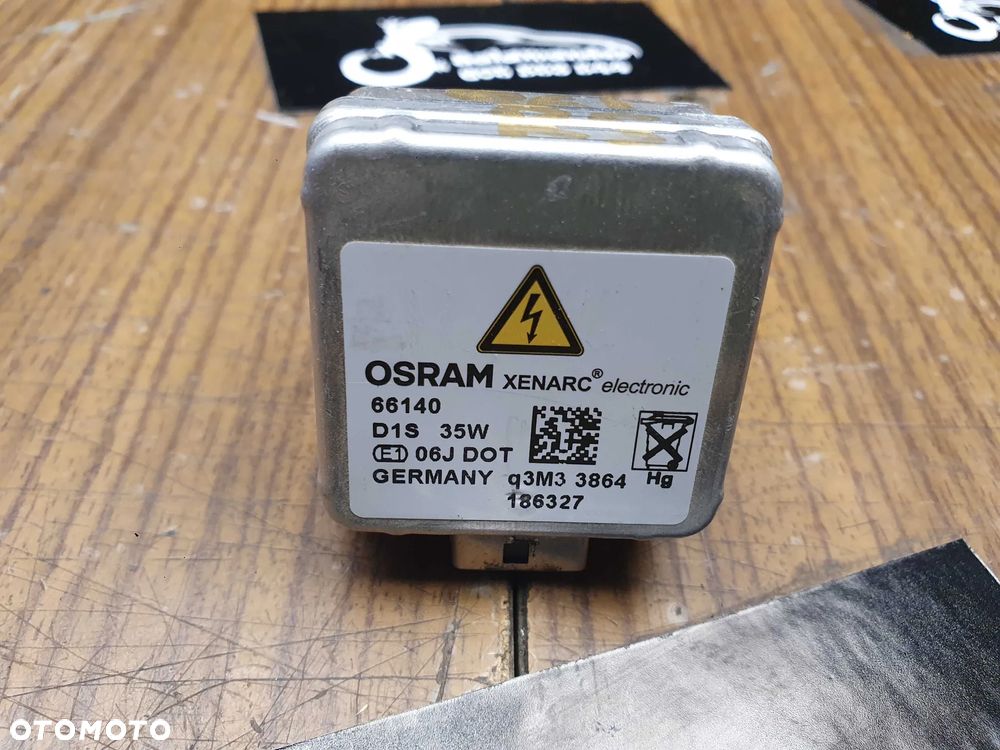 OSRAM XENARC® electronic
66140
D1S 35W
E1 06J DOT
GERMANY q3M3 3864
186327
Hg
OTOMOTO